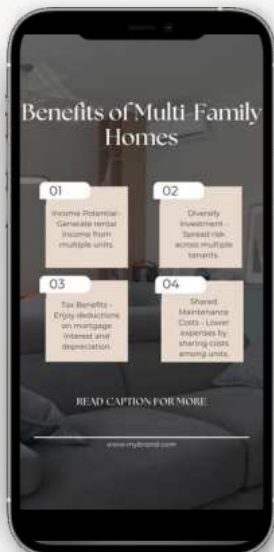 Benefits of Multi-Family
Homes
01
Income Potential-
Generate rental
income from
multiple units.
02
Diversify
Investment -
Spread risk
across multiple
tenants.
03
Tax Benefits -
Enjoy deductions
on mortgage
interest and
depreciation.
04
Shared
Maintenance
Costs - Lower
expenses by
sharing costs
among units.
READ CAPTION FOR MORE
www.mybrand.com